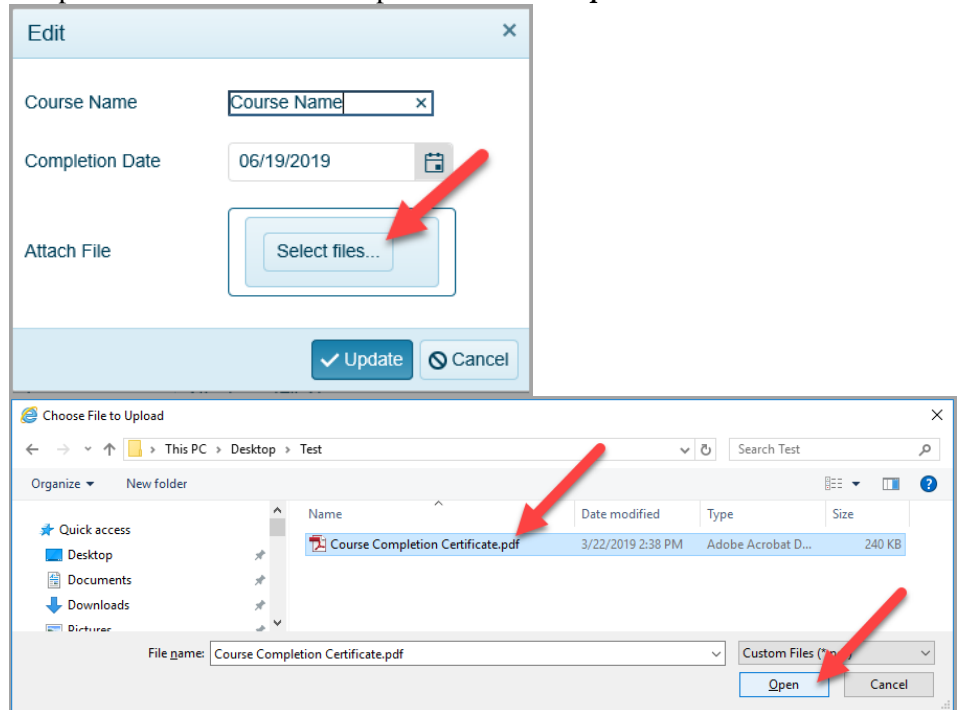 Edit
Course Name Course Name
Completion Date 06/19/2019
Attach File Select files...
Update Cancel
Choose File to Upload
This PC > Desktop > Test Search Test
Organize New folder
Name Date modified Type Size
Quick access
Course Completion Certificate.pdf 3/22/2019 2:38 PM Adobe Acrobat D... 240 KB
Desktop
Documents
Downloads
Pictures
File name: Course Completion Certificate.pdf Custom Files
Open Cancel